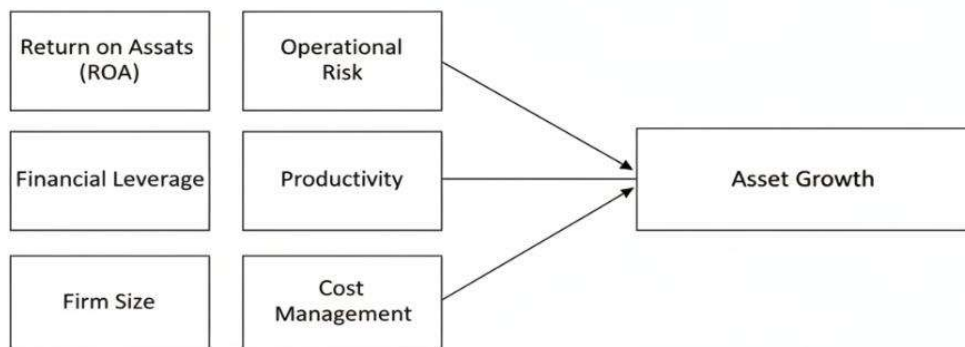 Return on Assats
(ROA)
Operational
Risk
Financial Leverage
Productivity
Asset Growth
Firm Size
Cost
Management